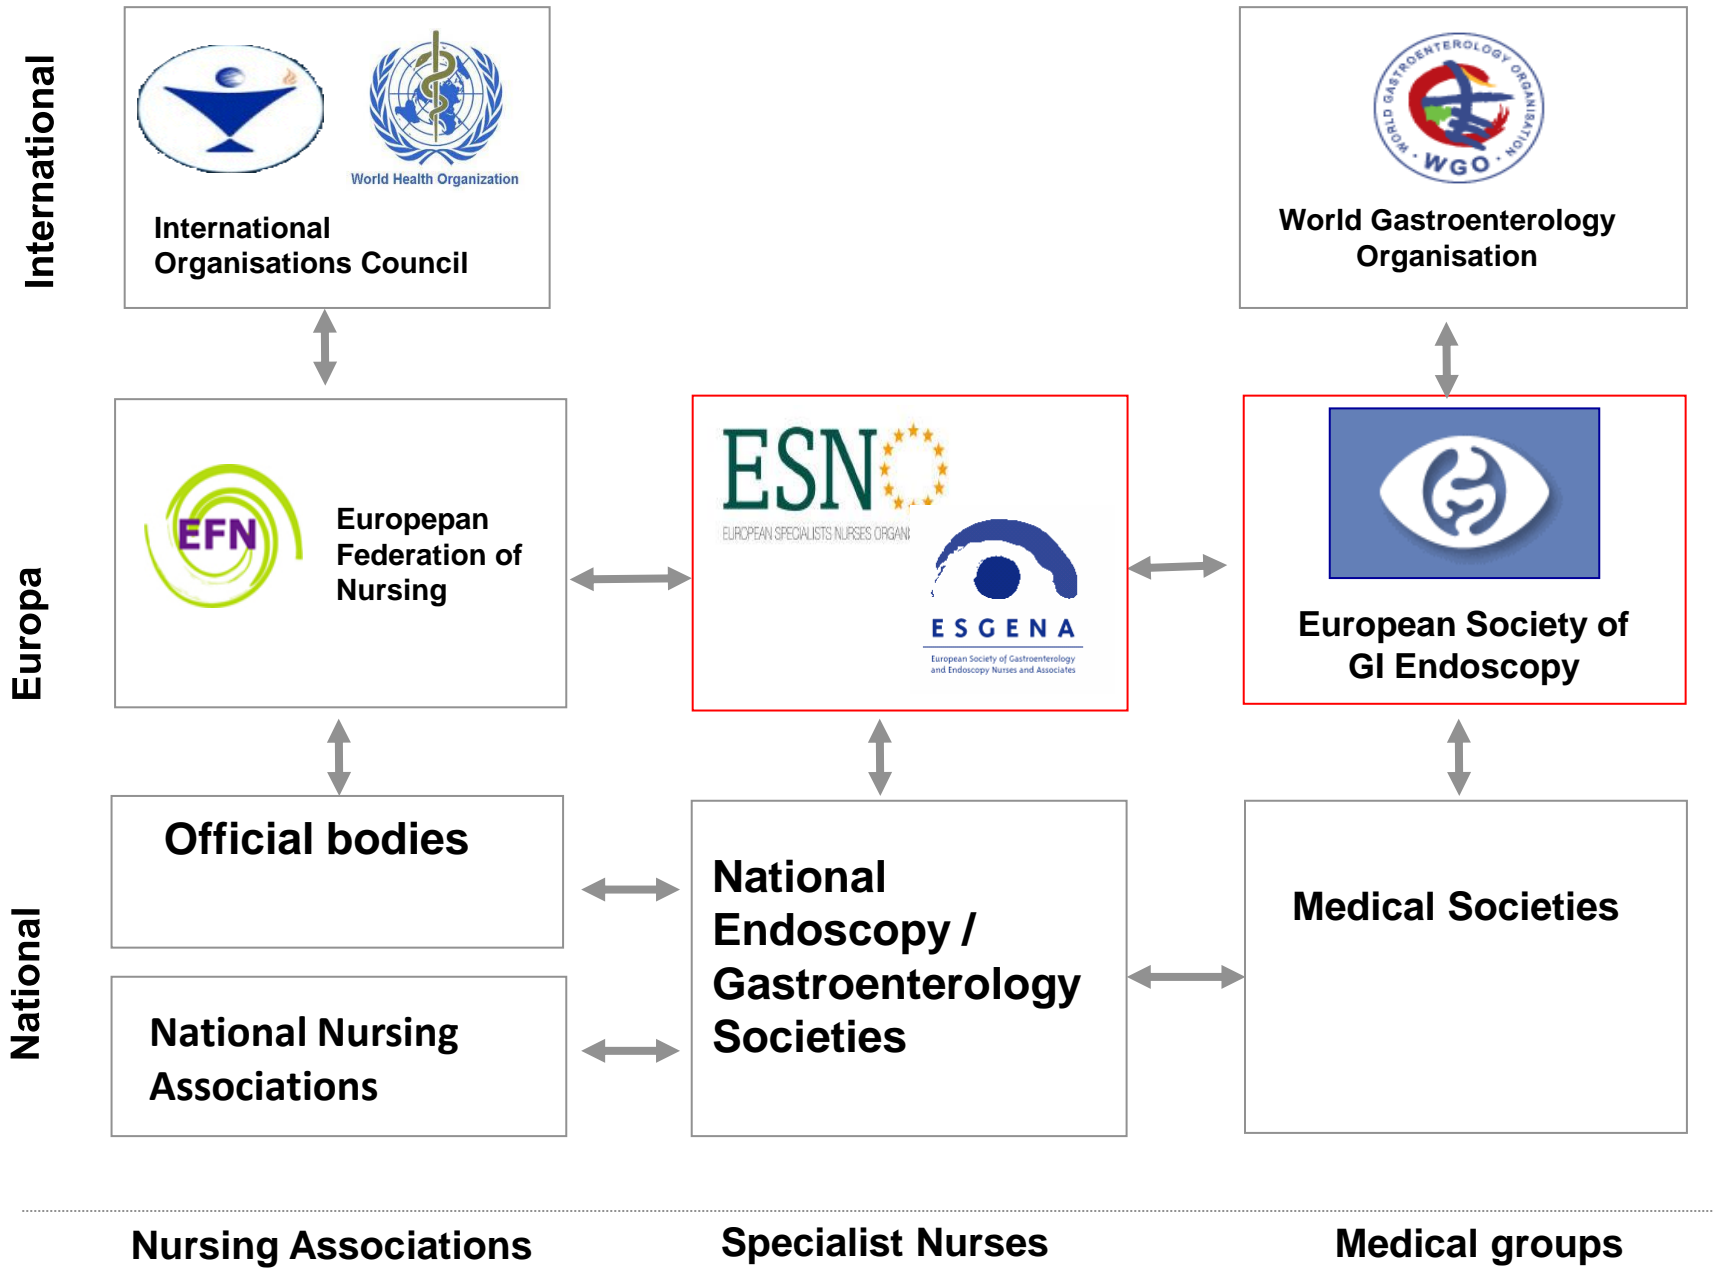 International
World Health Organization
International
Organisations Council
WORLD GASTROENTEROLOGY ORGANISATION
WGO
World Gastroenterology
Organisation
Europa
EFN
Europepan
Federation of
Nursing
ESNO
EUROPEAN SPECIALISTS NURSES ORGANI
ESGENA
European Society of Gastroenterology
and Endoscopy Nurses and Associates
European Society of
GI Endoscopy
National
Official bodies
National Nursing
Associations
National
Endoscopy /
Gastroenterology
Societies
Medical Societies
Nursing Associations
Specialist Nurses
Medical groups